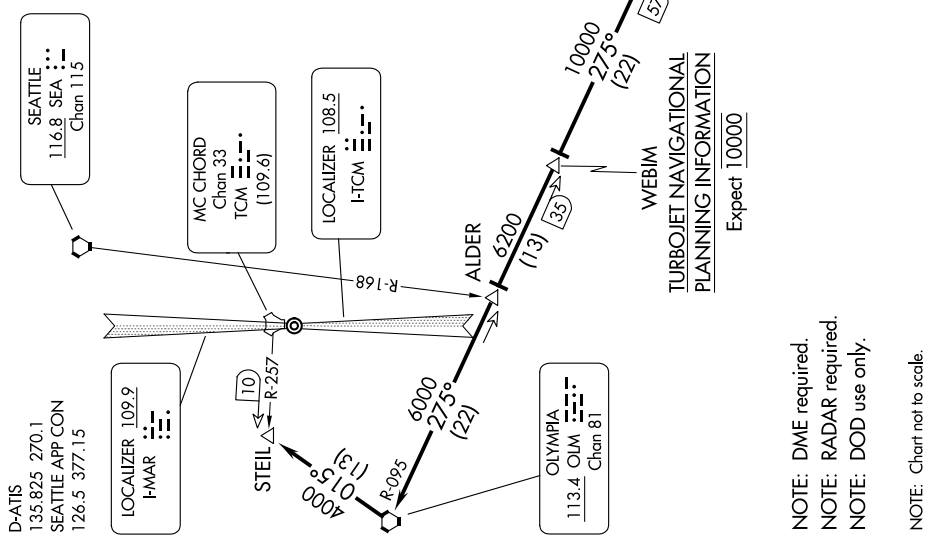 D-ATIS
135.825 270.1
SEATTLE APP CON
126.5 377.15
SEATTLE
116.8 SEA
Chan 115
MC CHORD
Chan 33
TCM
(109.6)
LOCALIZER 108.5
I-TCM
LOCALIZER 109.9
I-MAR
R-168
R-257
10
STEIL
4000
015°
(13)
R-095
6000
275°
(22)
ALDER
6200
(13)
35
10000
275°
(22)
57
WEBIM
TURBOJET NAVIGATIONAL
PLANNING INFORMATION
Expect 10000
OLYMPIA
113.4 OLM
Chan 81
NOTE: DME required.
NOTE: RADAR required.
NOTE: DOD use only.
NOTE: Chart not to scale.